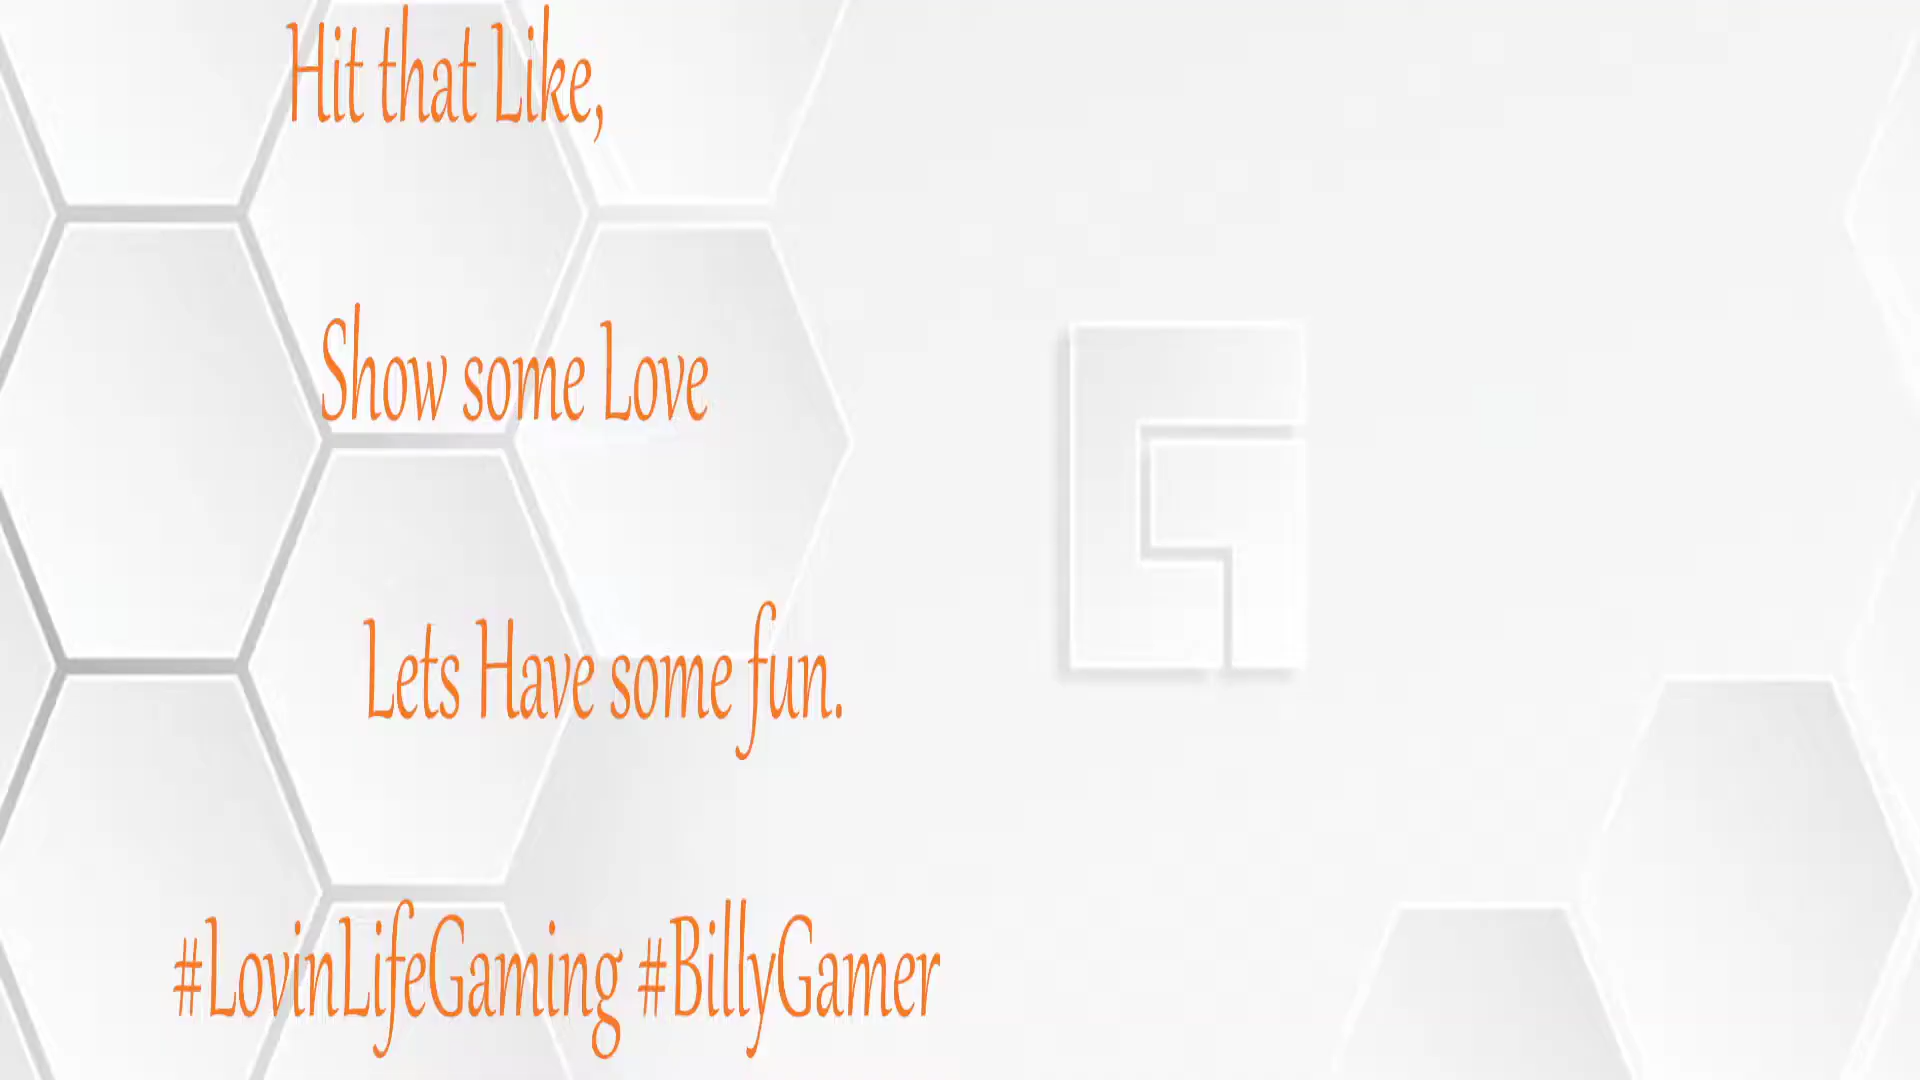 Hit that Like,
Show some Love
Lets Have some fun.
#LovinLifeGaming #BillyGamer